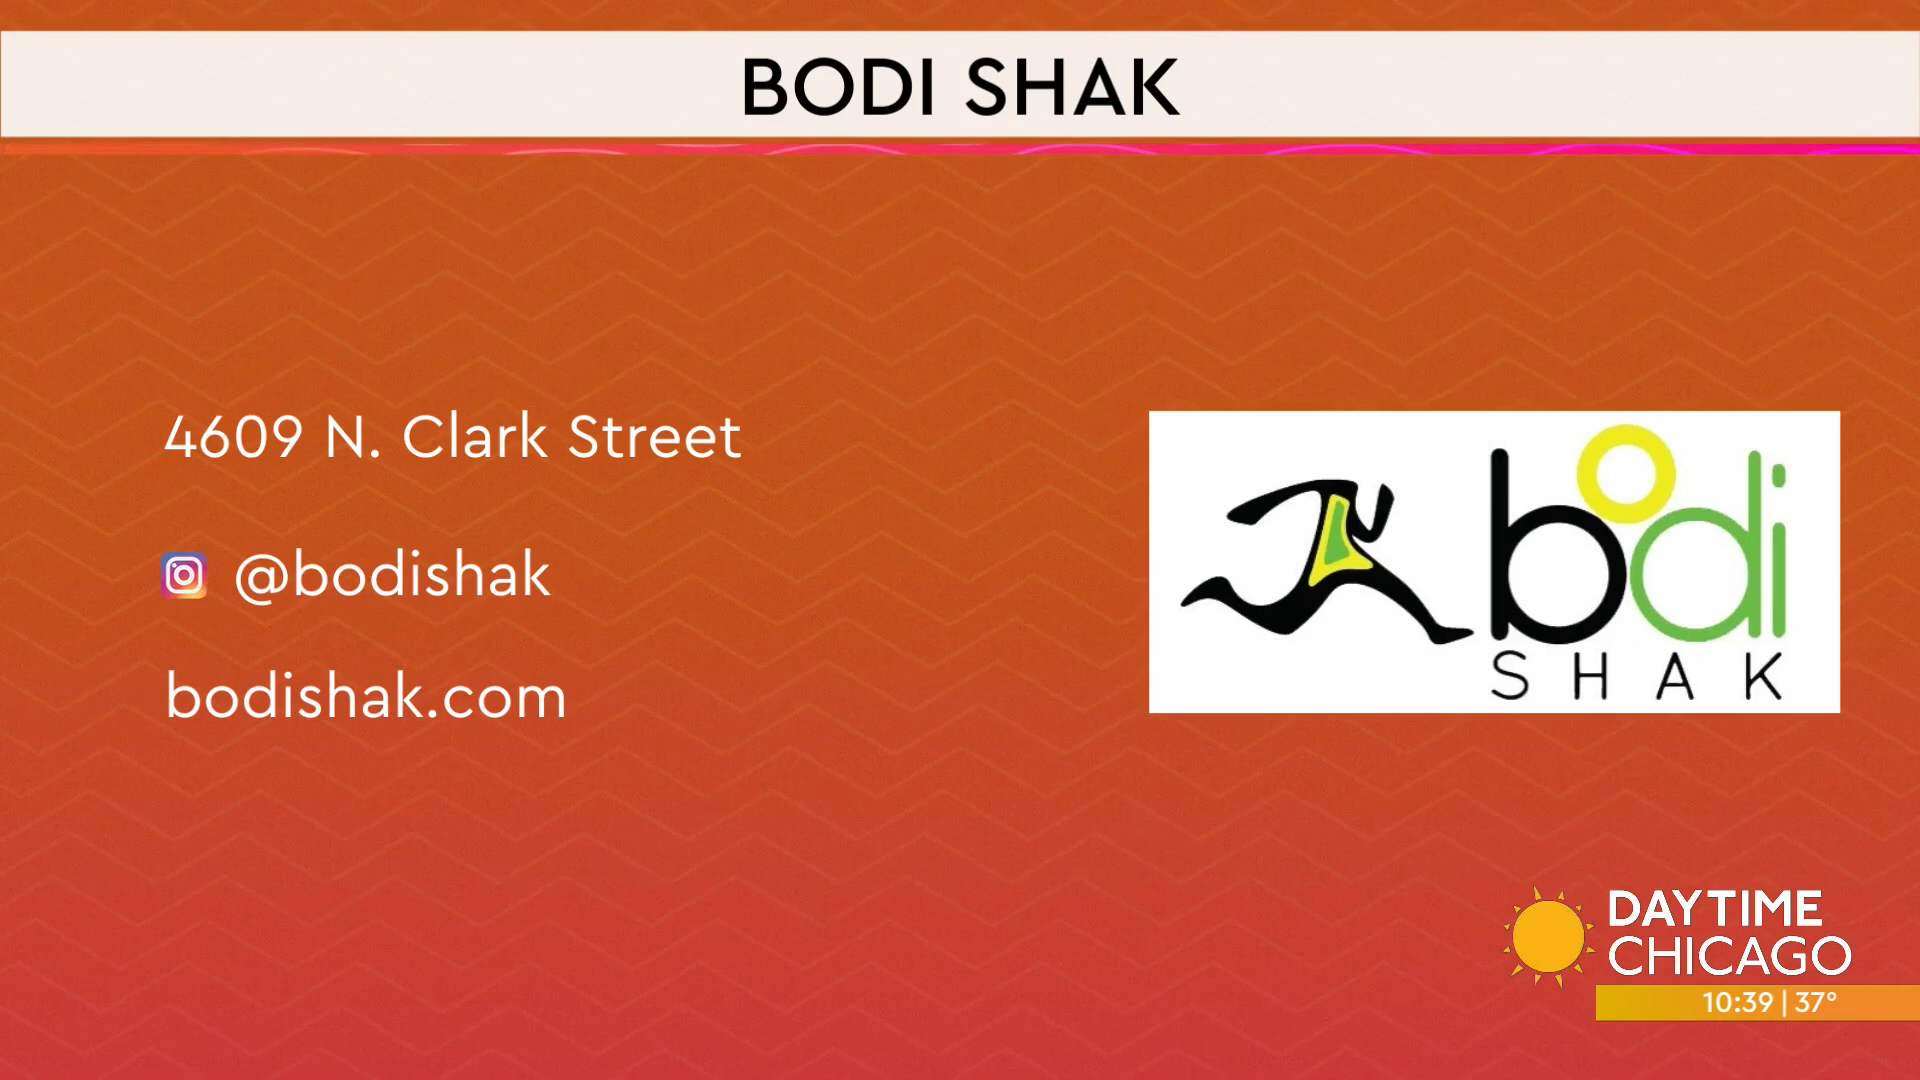 BODI SHAK
4609 N. Clark Street
@bodishak
bodishak.com
bodi
SHAK
DAYTIME
CHICAGO
10:39 | 37°